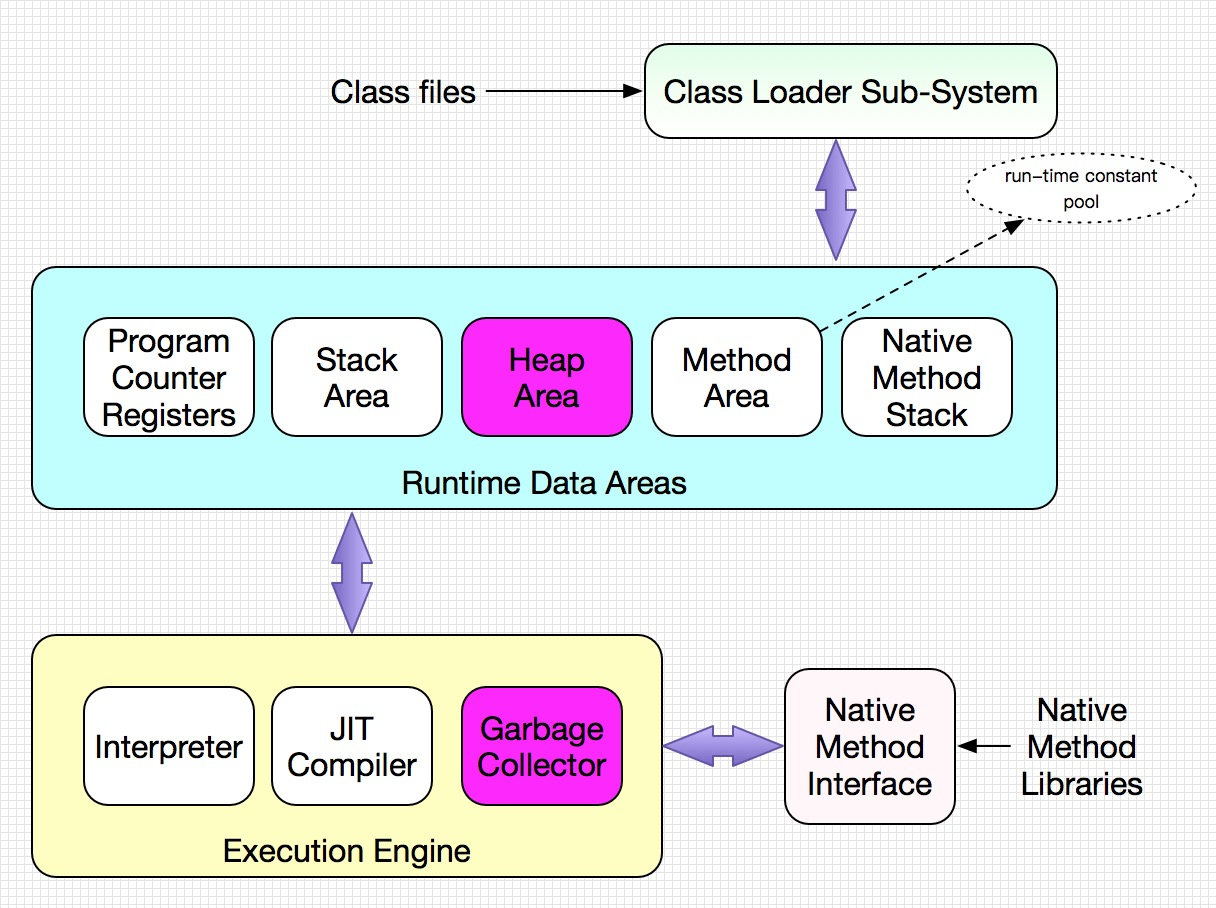 Class files
Class Loader Sub-System
run-time constant
pool
Program
Counter
Registers
Stack
Area
Heap
Area
Method
Area
Native
Method
Stack
Runtime Data Areas
Interpreter
JIT
Compiler
Garbage
Collector
Execution Engine
Native
Method
Interface
Native
Method
Libraries